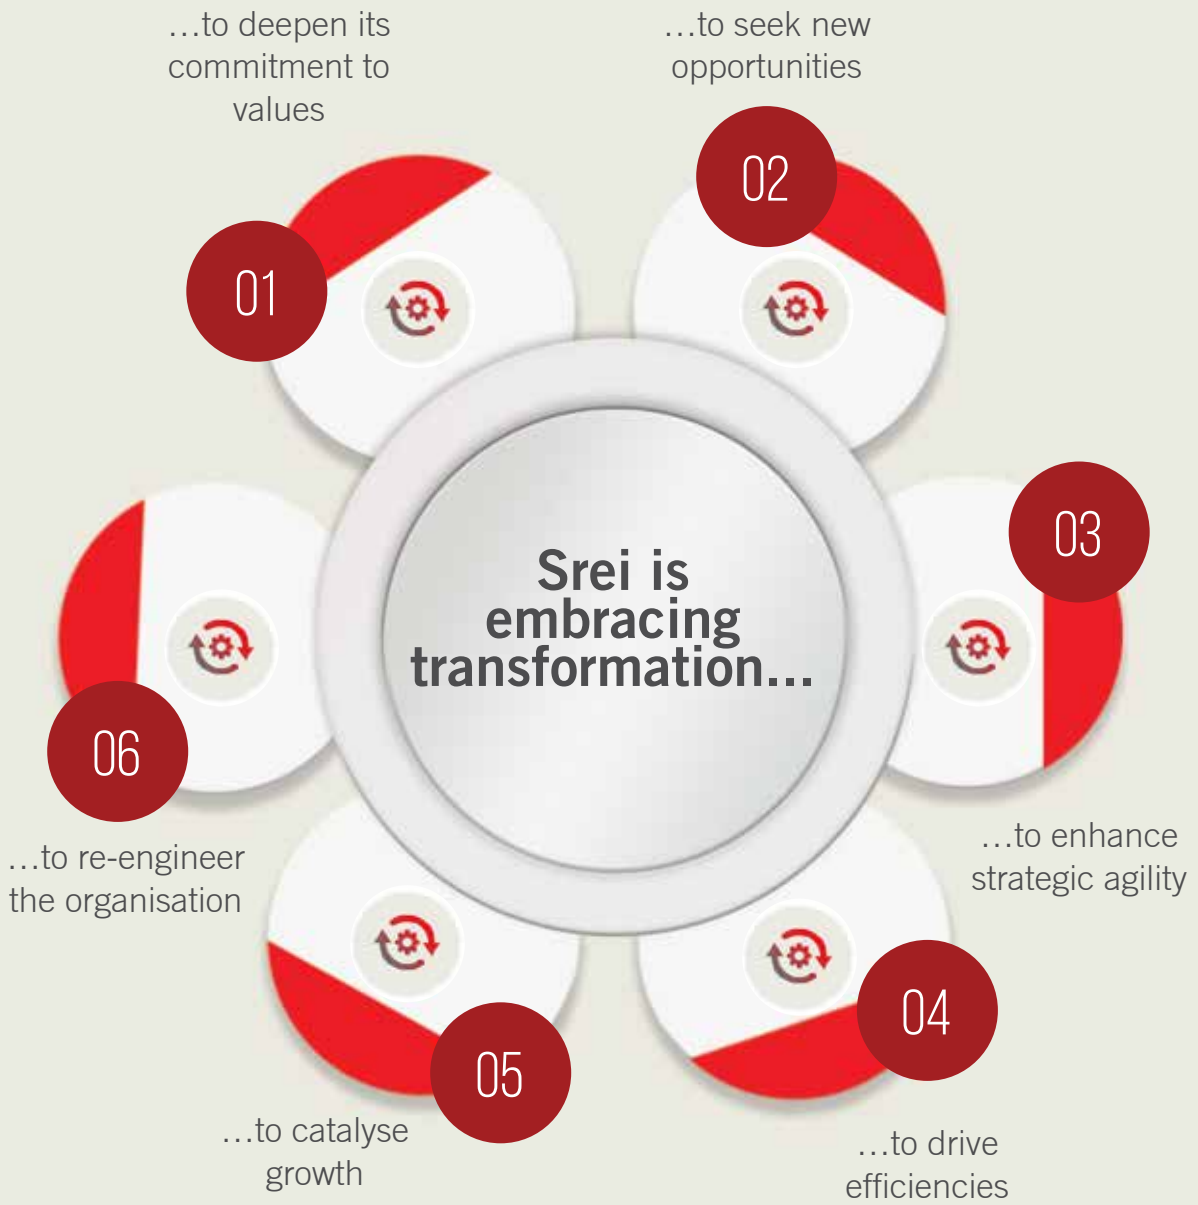 …to deepen its
commitment to
values
01
…to seek new
opportunities
02
03
…to enhance
strategic agility
Srei is
embracing
transformation…
04
…to drive
efficiencies
05
…to catalyse
growth
06
…to re-engineer
the organisation